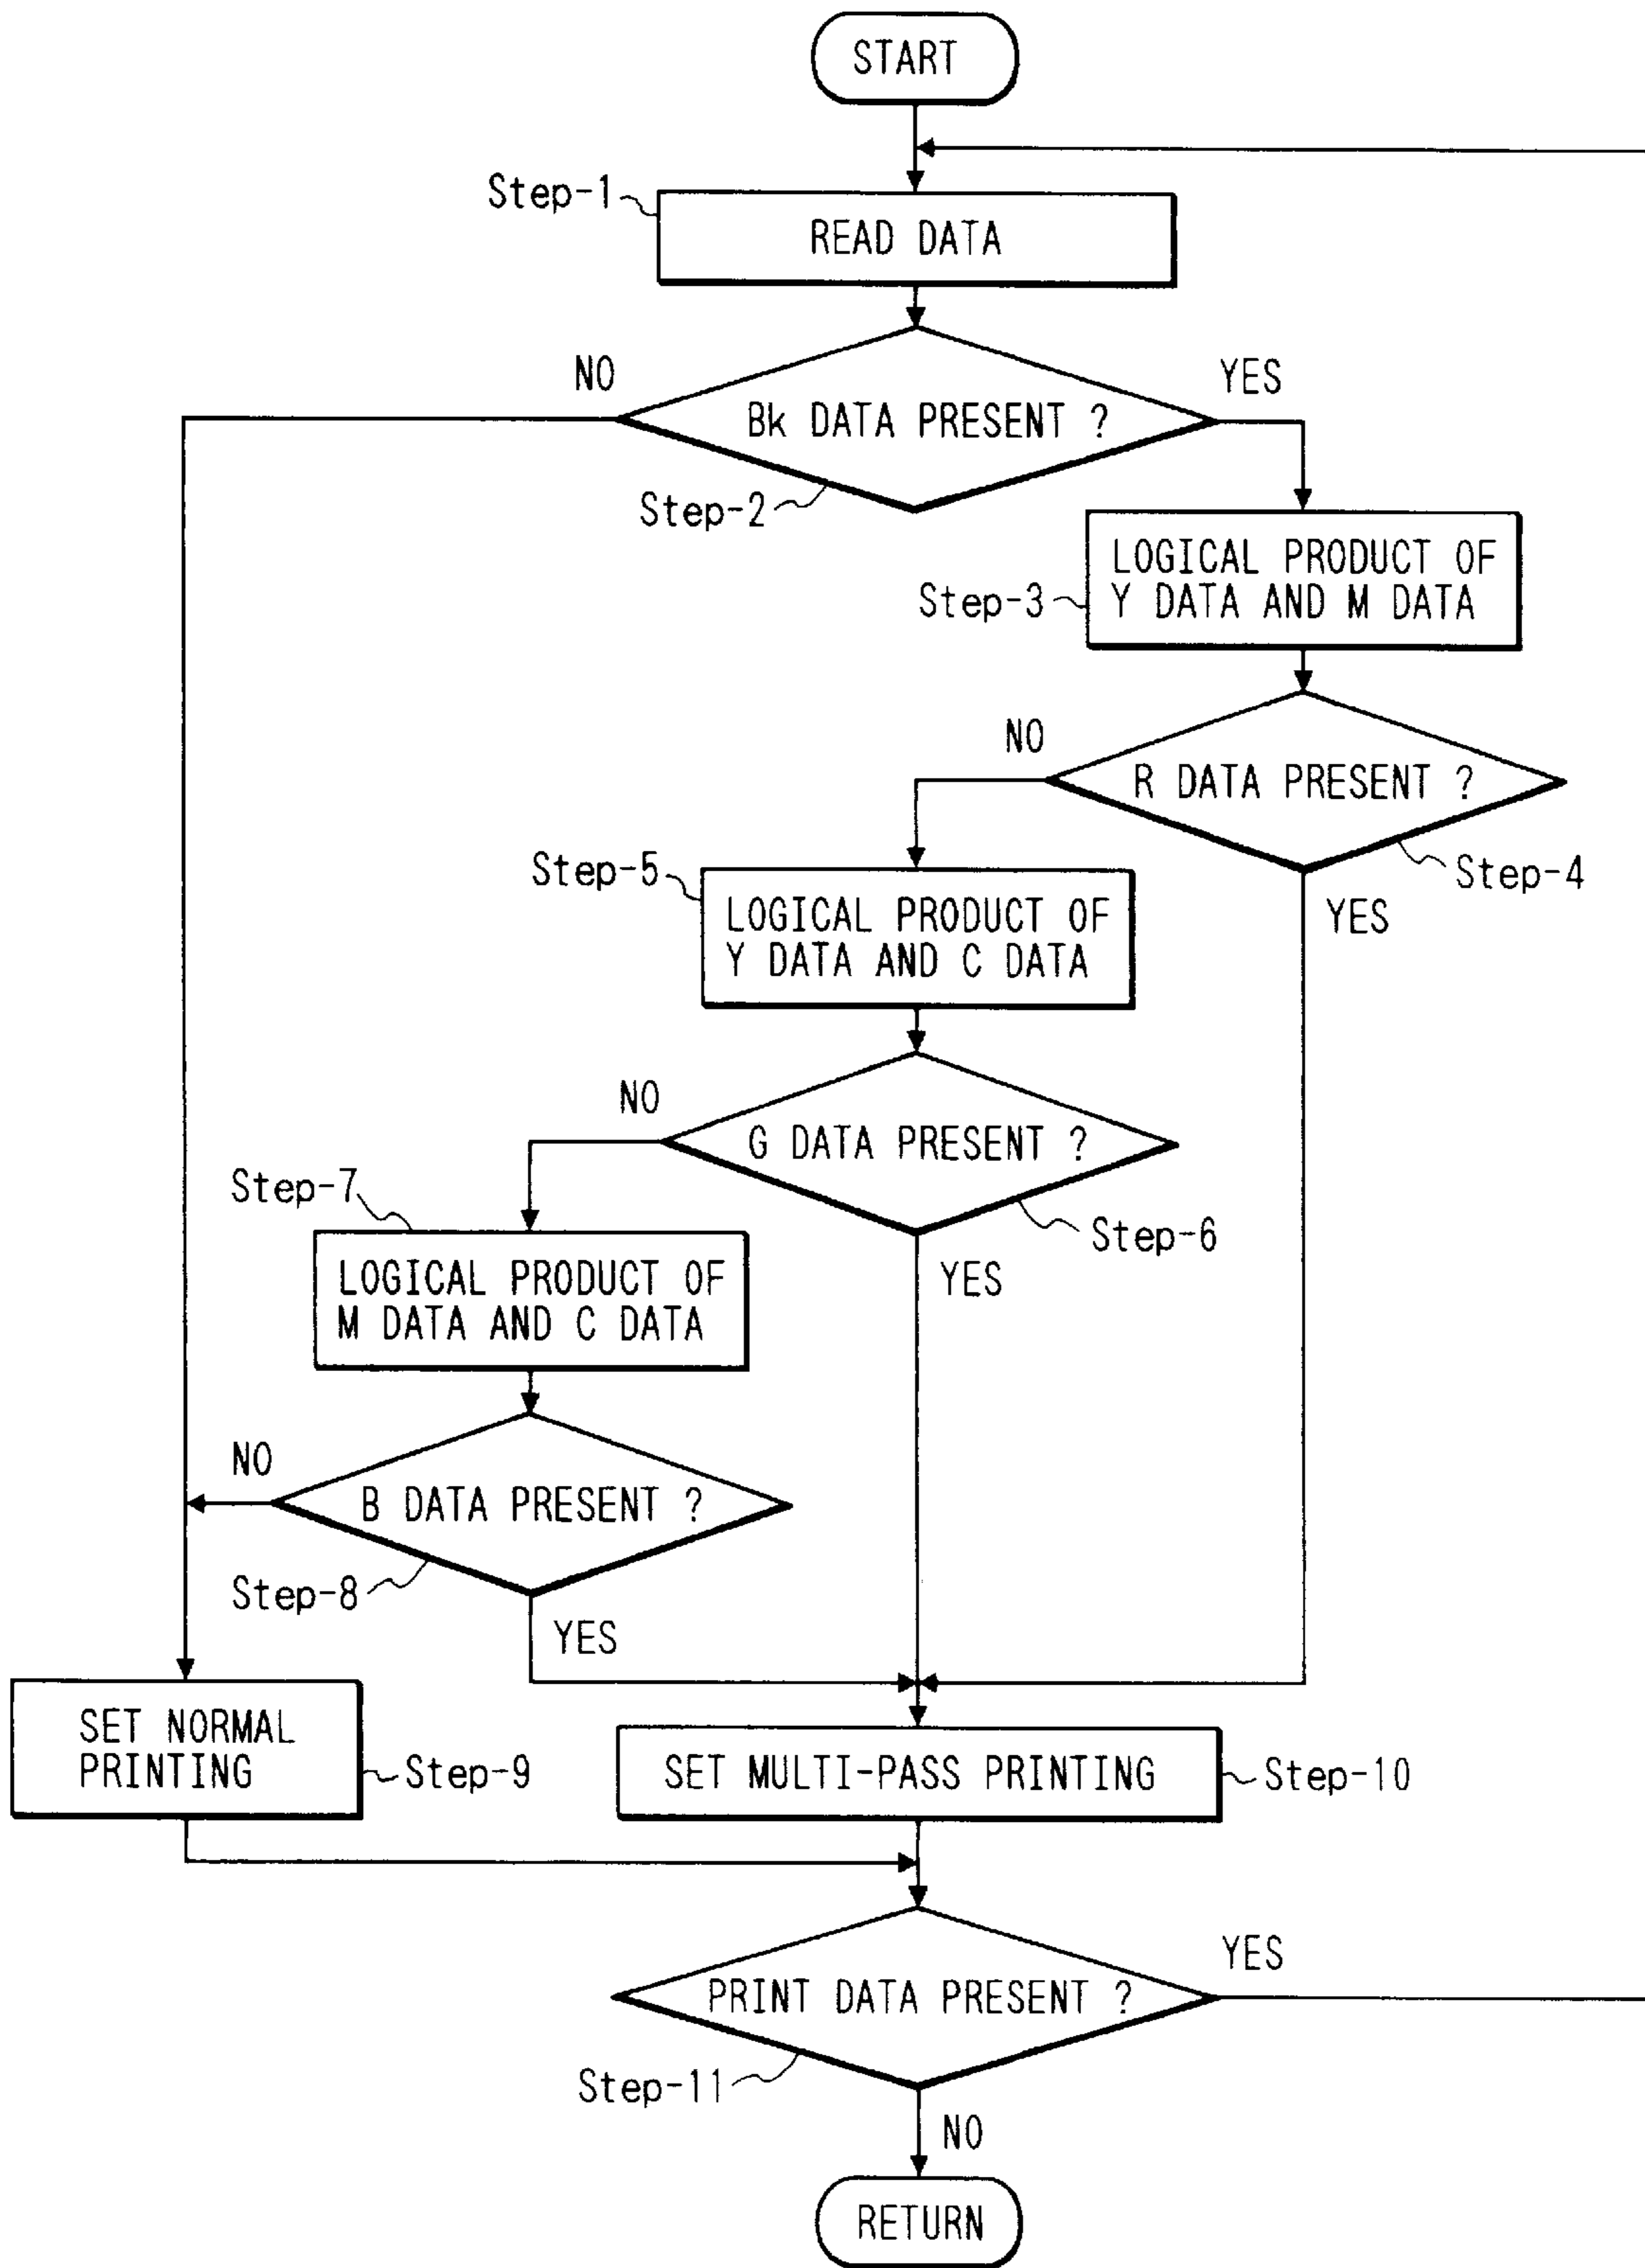 START
Step-1
READ DATA
NO
YES
Bk DATA PRESENT ?
Step-2
LOGICAL PRODUCT OF
Y DATA AND M DATA
Step-3
NO
R DATA PRESENT ?
Step-4
YES
Step-5
LOGICAL PRODUCT OF
Y DATA AND C DATA
NO
G DATA PRESENT ?
Step-6
YES
Step-7
LOGICAL PRODUCT OF
M DATA AND C DATA
NO
B DATA PRESENT ?
Step-8
YES
SET NORMAL
PRINTING
Step-9
SET MULTI-PASS PRINTING
Step-10
YES
PRINT DATA PRESENT ?
Step-11
NO
RETURN